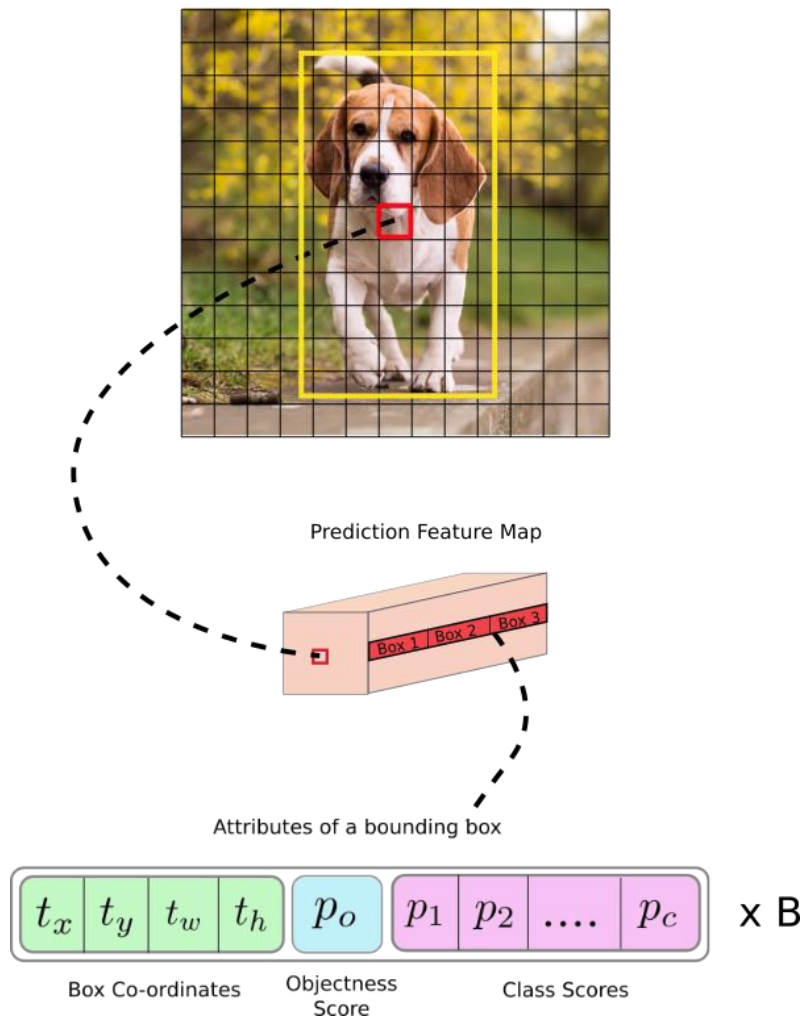 Prediction Feature Map
Box 1 Box 2 Box 3
Attributes of a bounding box
t_x t_y t_w t_h p_o p_1 p_2 .... p_c x B
Box Co-ordinates Objectness Score Class Scores